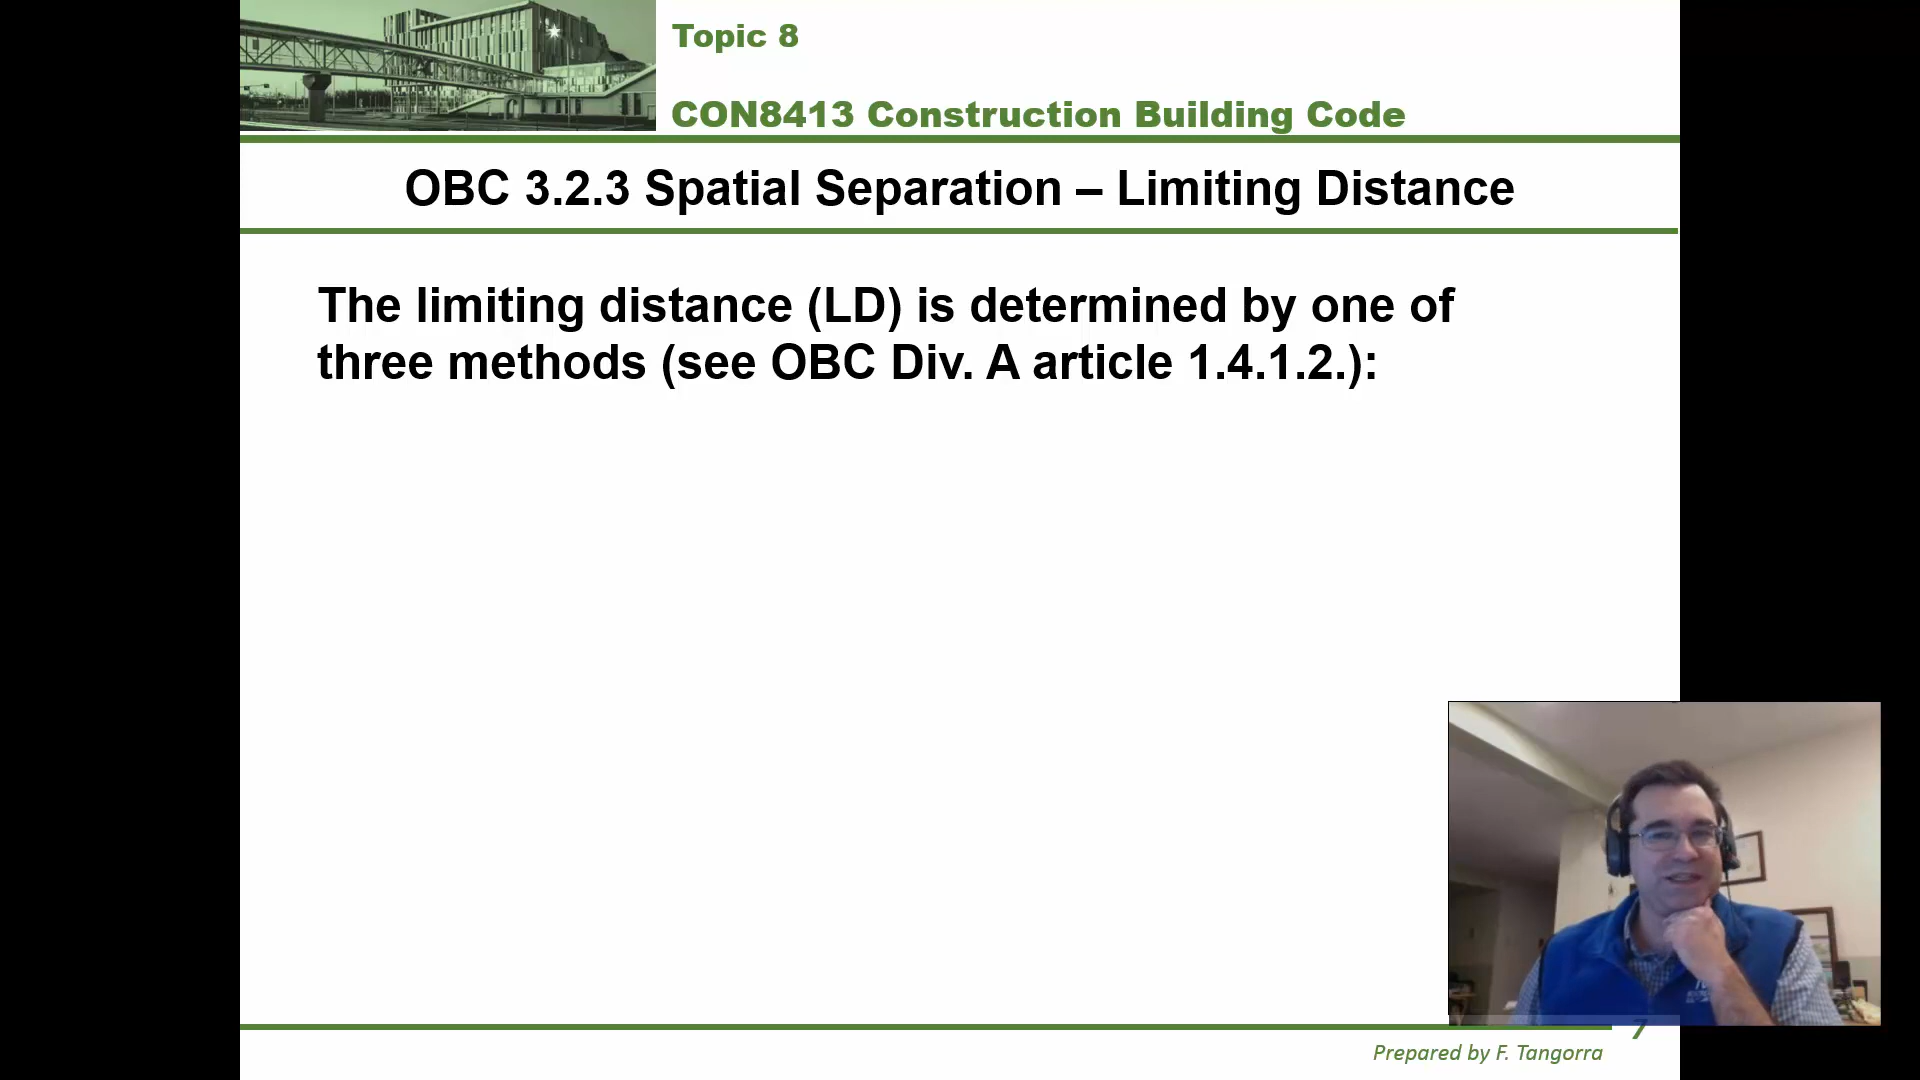 Topic 8
CON8413 Construction Building Code
OBC 3.2.3 Spatial Separation – Limiting Distance
The limiting distance (LD) is determined by one of
three methods (see OBC Div. A article 1.4.1.2.):
7
Prepared by F. Tangorra